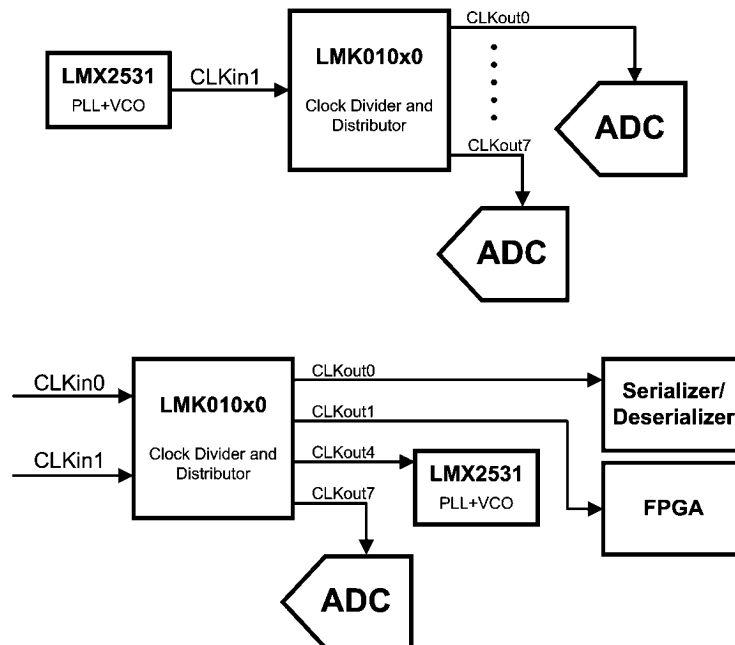 CLKout0
LMK010x0
LMX2531
CLKin1
PLL+VCO
Clock Divider and
Distributor
ADC
CLKout7
ADC
CLKin0
CLKout0
LMK010x0
Serializer/
Deserializer
CLKout1
Clock Divider and
Distributor
CLKin1
CLKout4
LMX2531
PLL+VCO
CLKout7
FPGA
ADC